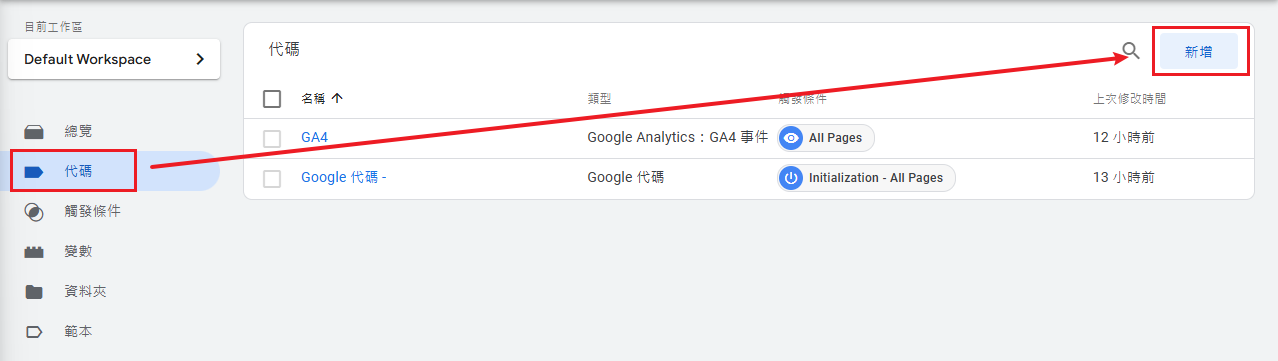 目前工作區
Default Workspace
總覽
代碼
觸發條件
變數
資料夾
範本
代碼
新增
名稱 類型 觸發條件 上次修改時間
GA4 Google Analytics：GA4 事件 All Pages 12 小時前
Google 代碼 - Google 代碼 Initialization - All Pages 13 小時前